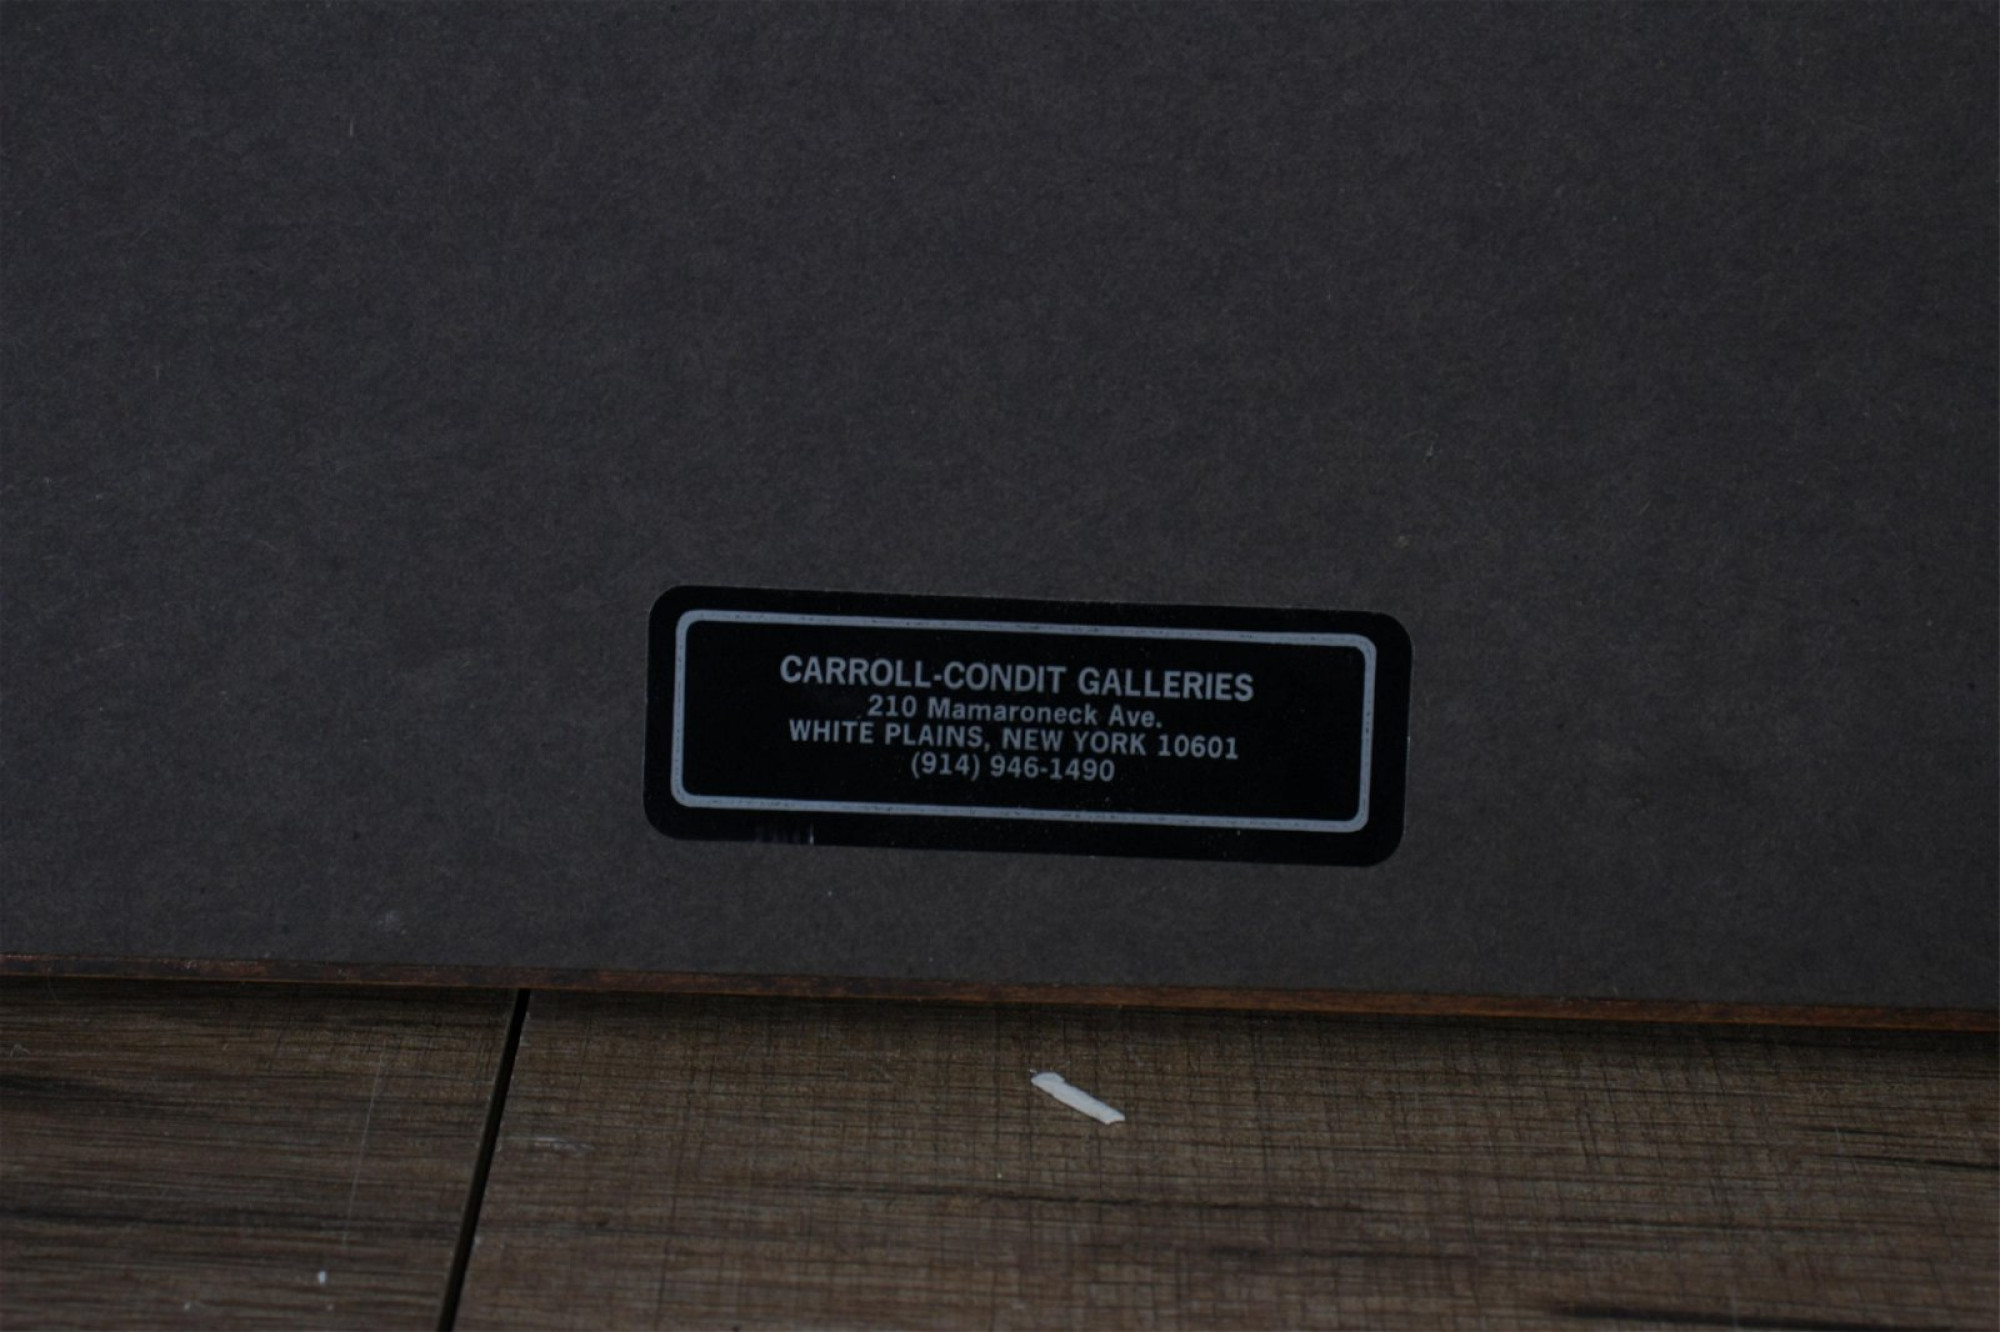 CARROLL-CONDIT GALLERIES
210 Mamaroneck Ave.
WHITE PLAINS, NEW YORK 10601
(914) 946-1490